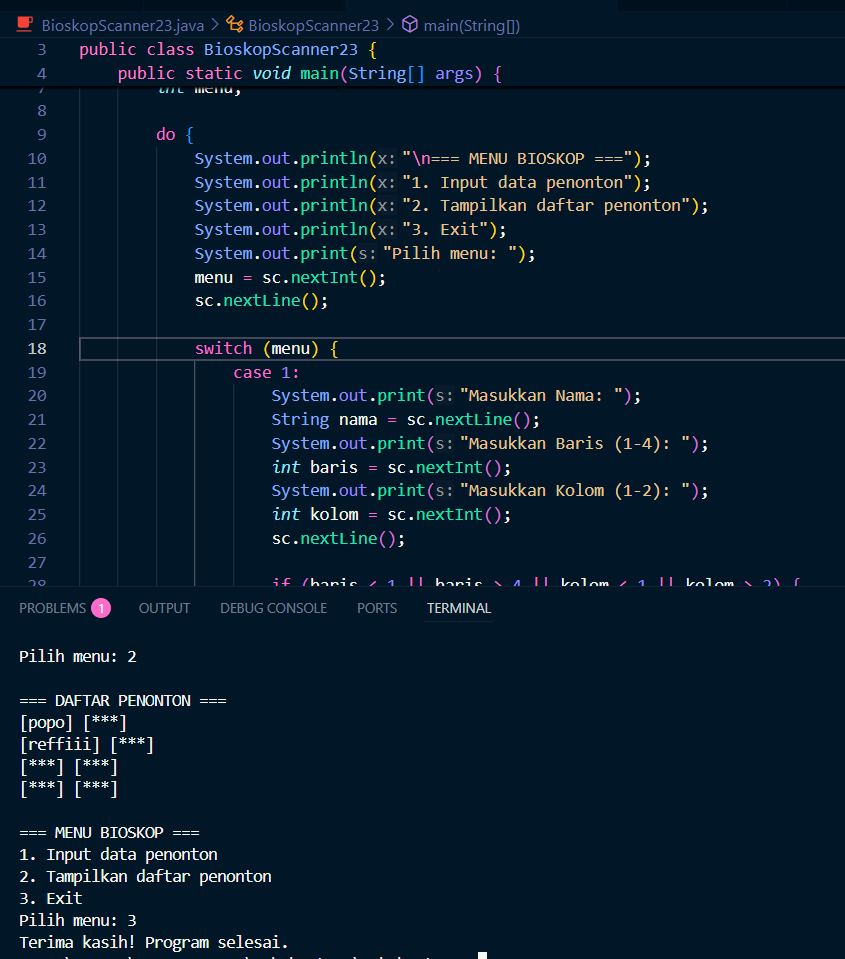 BioskopScanner23.java > BioskopScanner23 > main(String[])
3 public class BioskopScanner23 {
4 public static void main(String[] args) {
7 int menu;
8
9 do {
10 System.out.println(x: "\n=== MENU BIOSKOP ===");
11 System.out.println(x: "1. Input data penonton");
12 System.out.println(x: "2. Tampilkan daftar penonton");
13 System.out.println(x: "3. Exit");
14 System.out.print(s: "Pilih menu: ");
15 menu = sc.nextInt();
16 sc.nextLine();
17
18 switch (menu) {
19 case 1:
20 System.out.print(s: "Masukkan Nama: ");
21 String nama = sc.nextLine();
22 System.out.print(s: "Masukkan Baris (1-4): ");
23 int baris = sc.nextInt();
24 System.out.print(s: "Masukkan Kolom (1-2): ");
25 int kolom = sc.nextInt();
26 sc.nextLine();
27
28 if (baris < 1 || baris > 4 || kolom < 1 || kolom > 2) {
PROBLEMS 1 OUTPUT DEBUG CONSOLE PORTS TERMINAL
Pilih menu: 2
=== DAFTAR PENONTON ===
[popo] [***]
[reffiii] [***]
[***] [***]
[***] [***]
=== MENU BIOSKOP ===
1. Input data penonton
2. Tampilkan daftar penonton
3. Exit
Pilih menu: 3
Terima kasih! Program selesai.